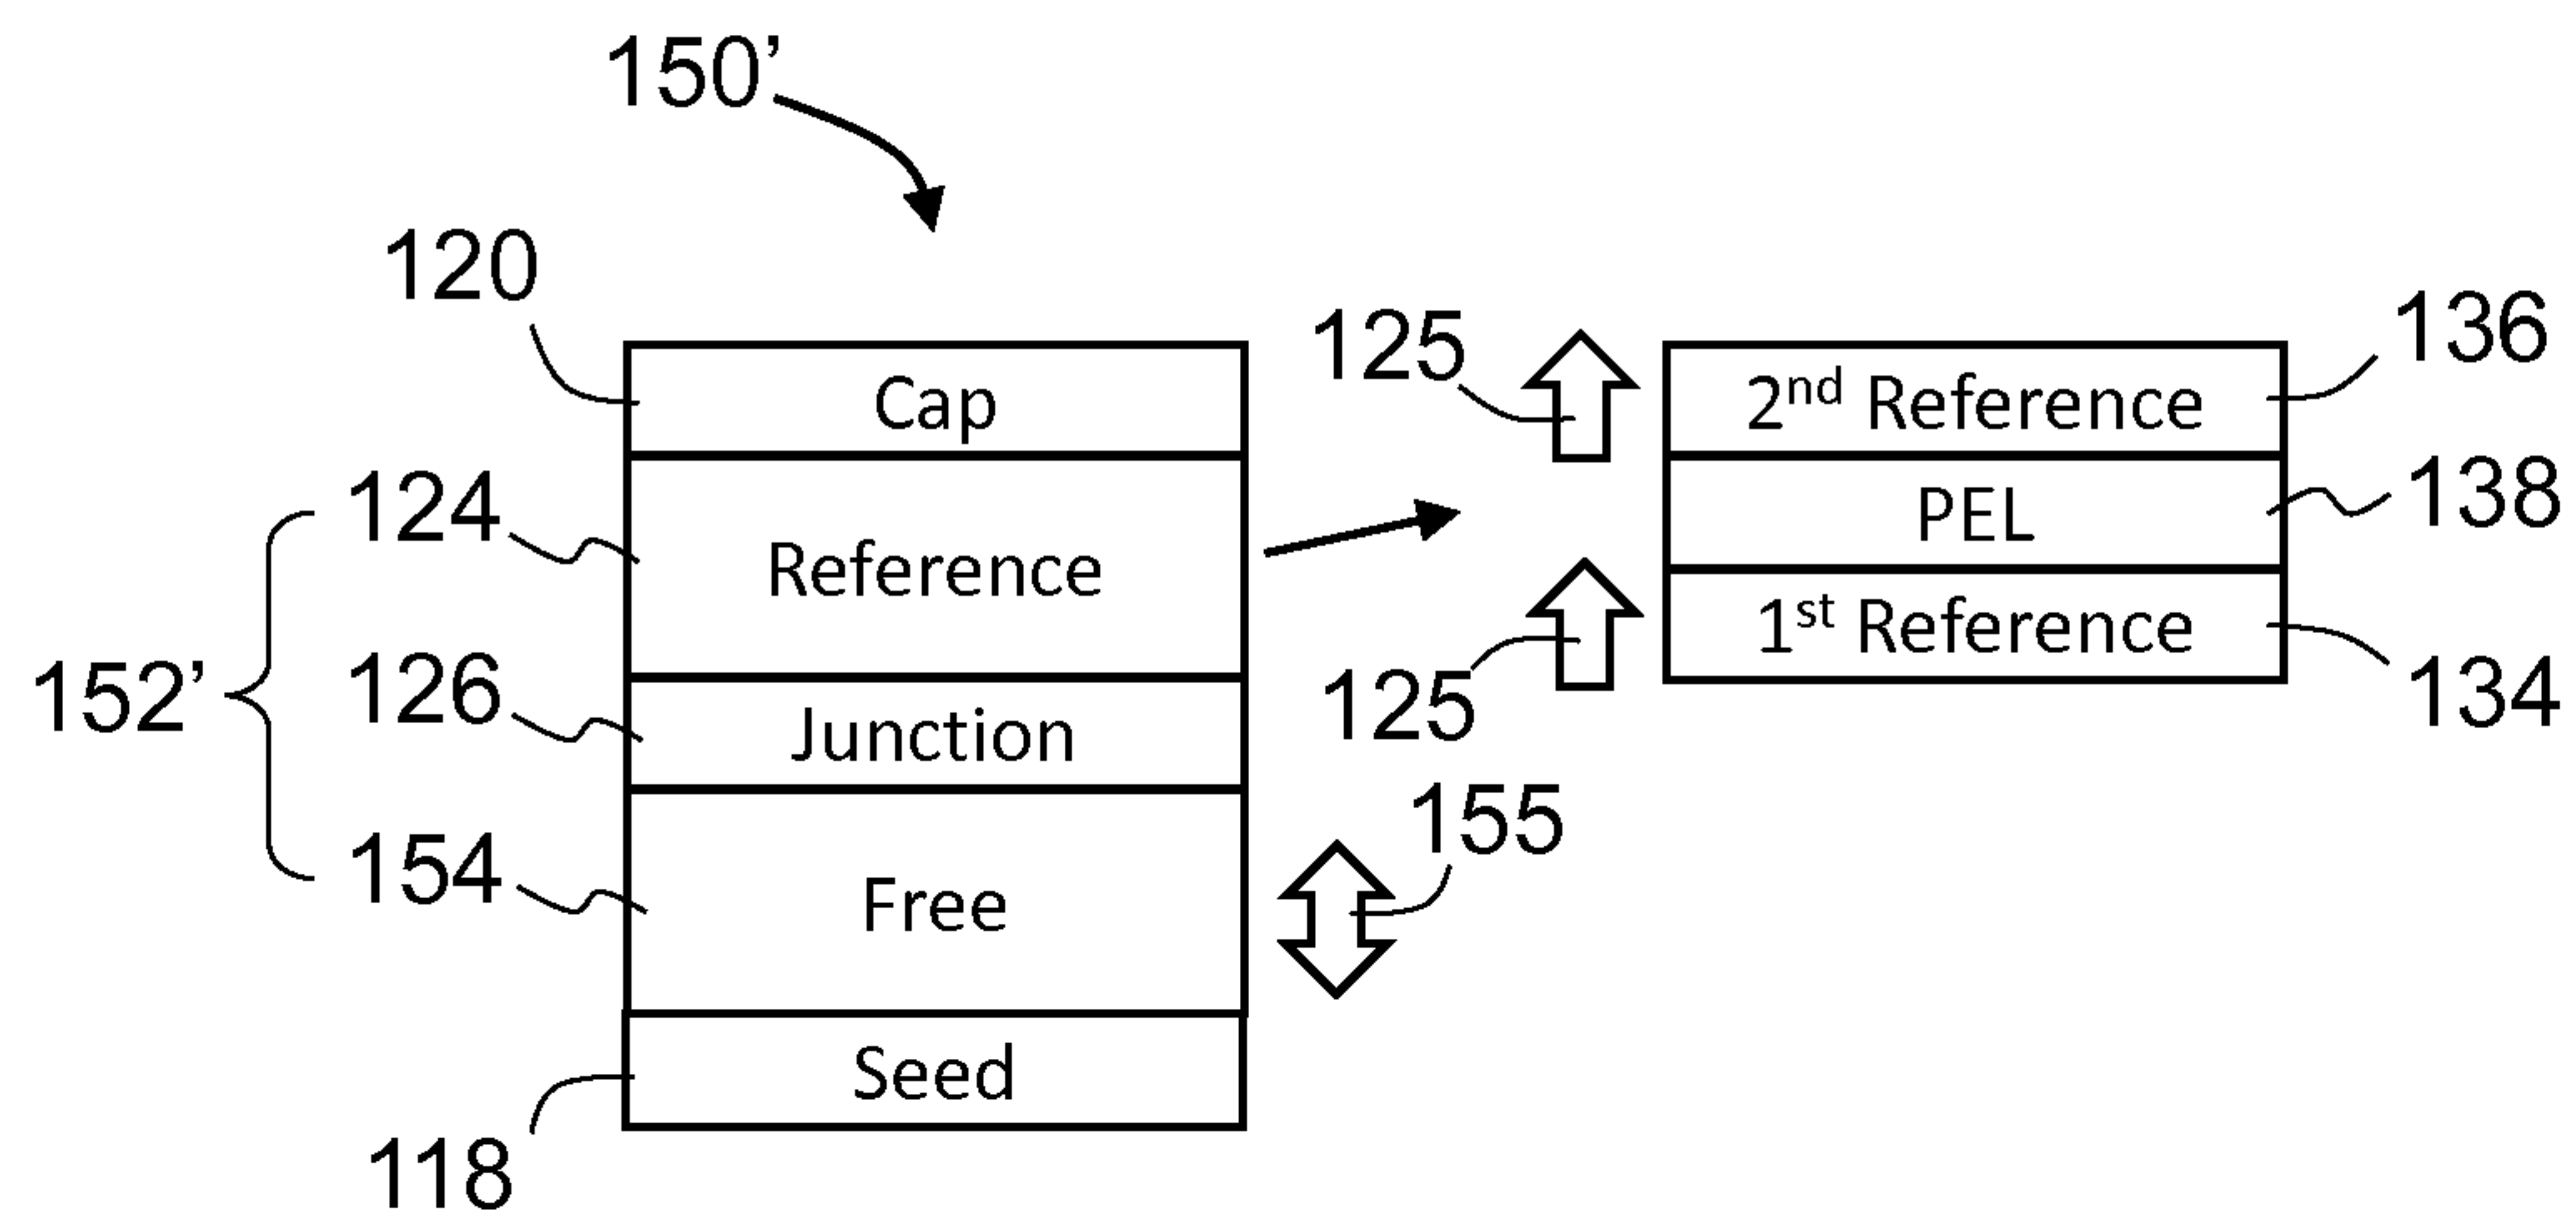 150’
120
Cap
125
2nd Reference
136
124
Reference
PEL
138
152’
126
Junction
125
1st Reference
134
154
Free
155
Seed
118